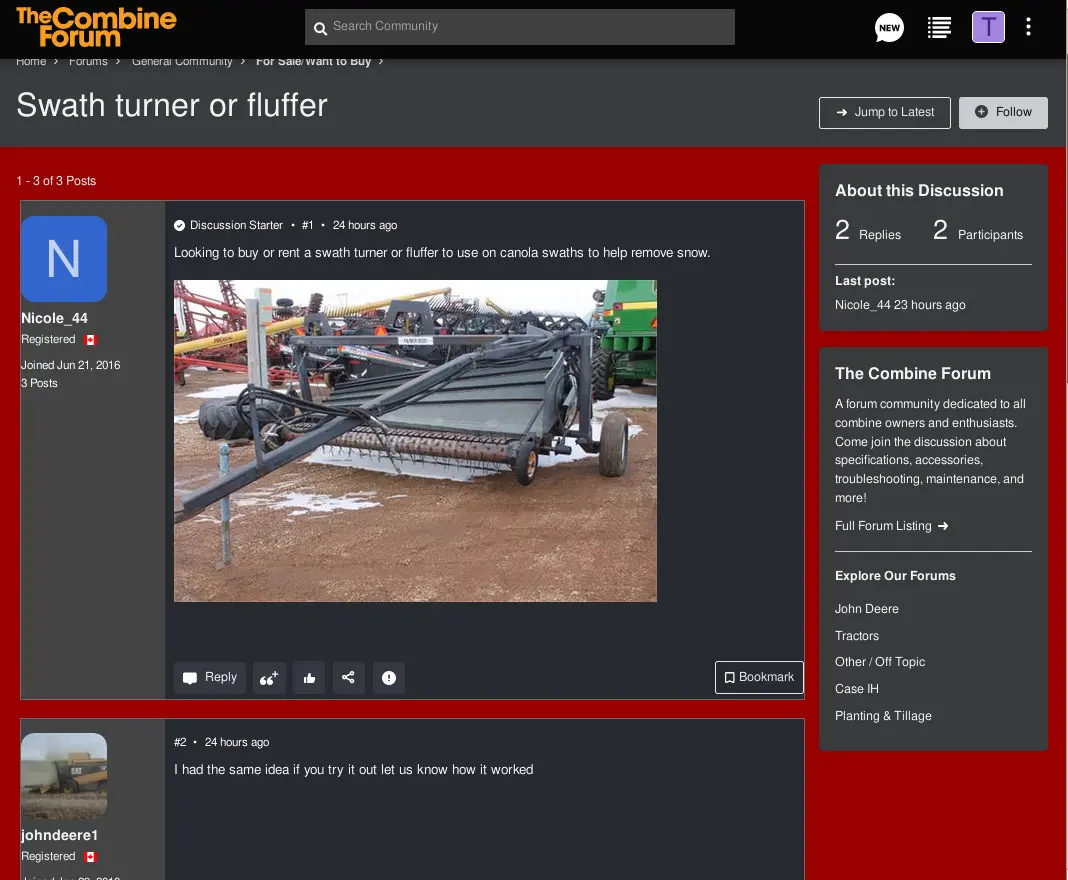 TheCombine
Forum
Search Community
NEW
T
Home > Forums > General Community > For Sale/Want to Buy >
Swath turner or fluffer
Jump to Latest
Follow
1 - 3 of 3 Posts
N
Nicole_44
Registered
Joined Jun 21, 2016
3 Posts
Discussion Starter • #1 • 24 hours ago
Looking to buy or rent a swath turner or fluffer to use on canola swaths to help remove snow.
Reply
Bookmark
johndeere1
Registered
#2 • 24 hours ago
I had the same idea if you try it out let us know how it worked
About this Discussion
2 Replies 2 Participants
Last post:
Nicole_44 23 hours ago
The Combine Forum
A forum community dedicated to all
combine owners and enthusiasts.
Come join the discussion about
specifications, accessories,
troubleshooting, maintenance, and
more!
Full Forum Listing
Explore Our Forums
John Deere
Tractors
Other / Off Topic
Case IH
Planting & Tillage